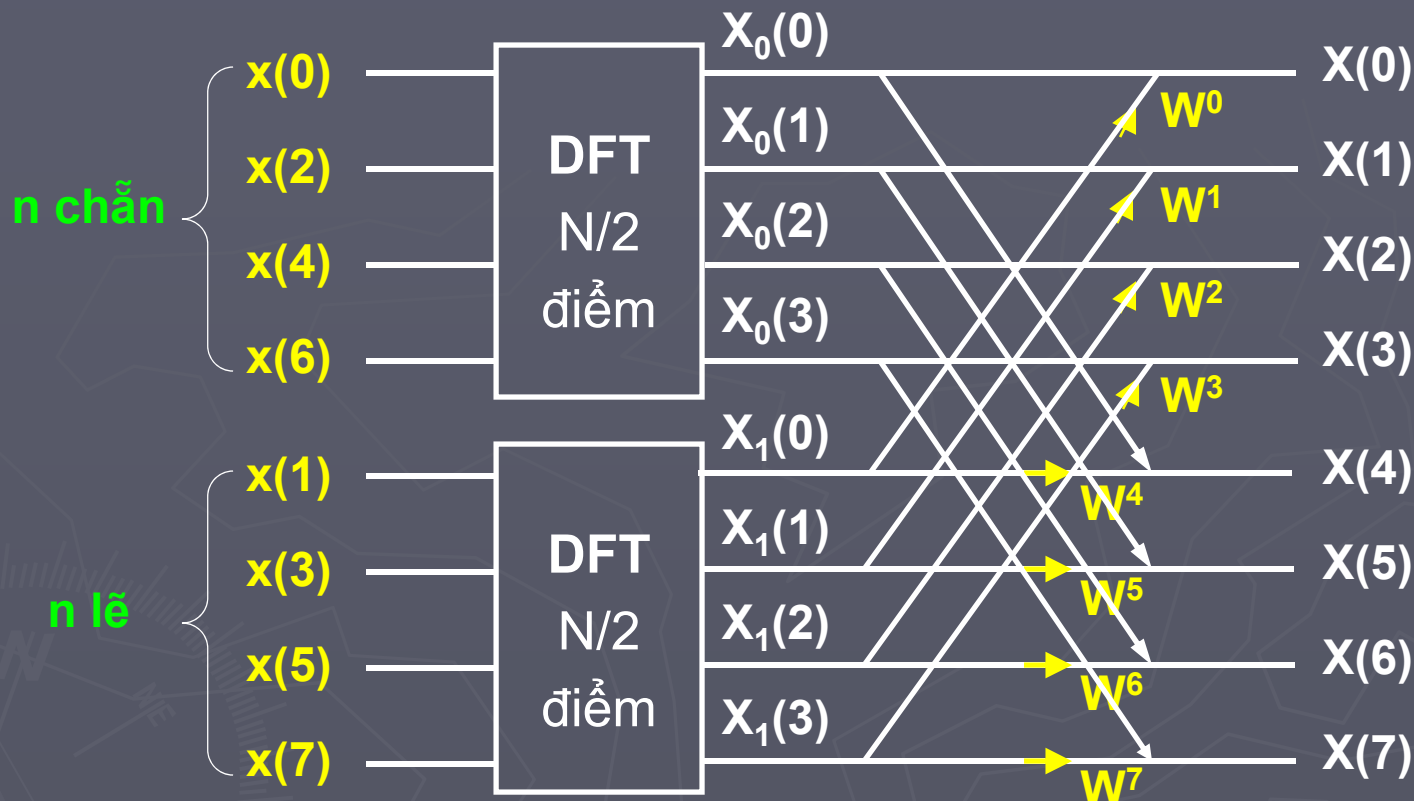 n chẵn
x(0)
x(2)
x(4)
x(6)
DFT
N/2
điểm
X₀(0)
X₀(1)
X₀(2)
X₀(3)
W⁰
W¹
W²
W³
X(0)
X(1)
X(2)
X(3)
n lẽ
x(1)
x(3)
x(5)
x(7)
DFT
N/2
điểm
X₁(0)
X₁(1)
X₁(2)
X₁(3)
W⁴
W⁵
W⁶
W⁷
X(4)
X(5)
X(6)
X(7)
N
NE